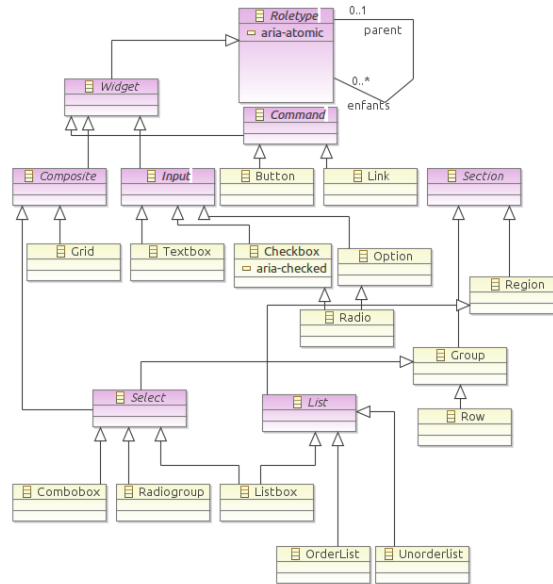 Roletype
aria-atomic
0..1
parent
0..*
enfants
Widget
Command
Composite
Input
Button
Link
Section
Grid
Textbox
Checkbox
aria-checked
Option
Region
Radio
Group
Select
List
Row
Combobox
Radiogroup
Listbox
OrderList
Unorderlist